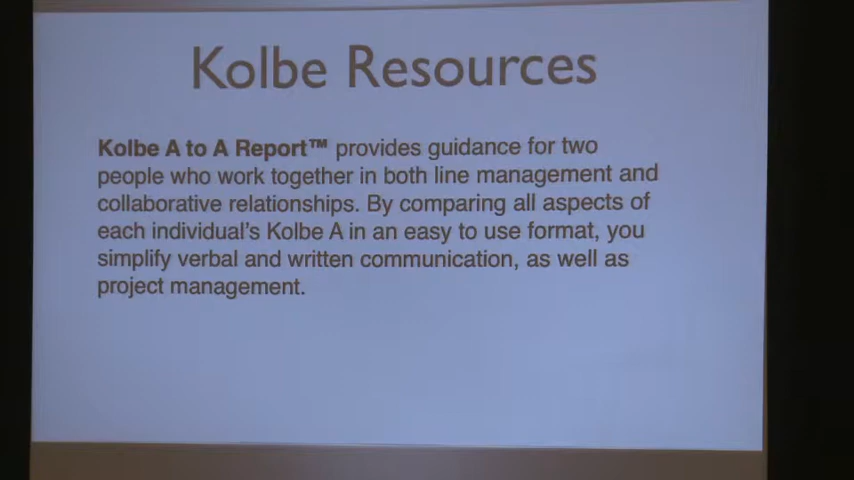 Kolbe Resources
Kolbe A to A Report™ provides guidance for two
people who work together in both line management and
collaborative relationships. By comparing all aspects of
each individual's Kolbe A in an easy to use format, you
simplify verbal and written communication, as well as
project management.